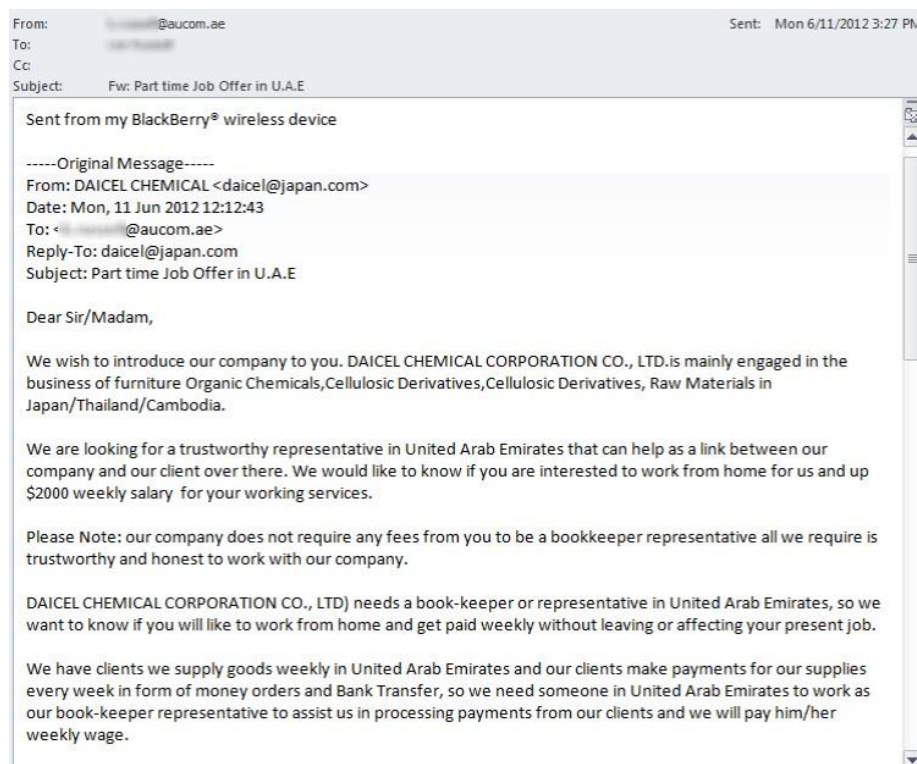 From: @aucom.ae Sent: Mon 6/11/2012 3:27 PM
To:
Cc:
Subject: Fw: Part time Job Offer in U.A.E
Sent from my BlackBerry® wireless device
-----Original Message-----
From: DAICEL CHEMICAL <daicel@japan.com>
Date: Mon, 11 Jun 2012 12:12:43
To: < @aucom.ae>
Reply-To: daicel@japan.com
Subject: Part time Job Offer in U.A.E
Dear Sir/Madam,
We wish to introduce our company to you. DAICEL CHEMICAL CORPORATION CO., LTD.is mainly engaged in the
business of furniture Organic Chemicals,Cellulosic Derivatives,Cellulosic Derivatives, Raw Materials in
Japan/Thailand/Cambodia.
We are looking for a trustworthy representative in United Arab Emirates that can help as a link between our
company and our client over there. We would like to know if you are interested to work from home for us and up
$2000 weekly salary for your working services.
Please Note: our company does not require any fees from you to be a bookkeeper representative all we require is
trustworthy and honest to work with our company.
DAICEL CHEMICAL CORPORATION CO., LTD) needs a book-keeper or representative in United Arab Emirates, so we
want to know if you will like to work from home and get paid weekly without leaving or affecting your present job.
We have clients we supply goods weekly in United Arab Emirates and our clients make payments for our supplies
every week in form of money orders and Bank Transfer, so we need someone in United Arab Emirates to work as
our book-keeper representative to assist us in processing payments from our clients and we will pay him/her
weekly wage.